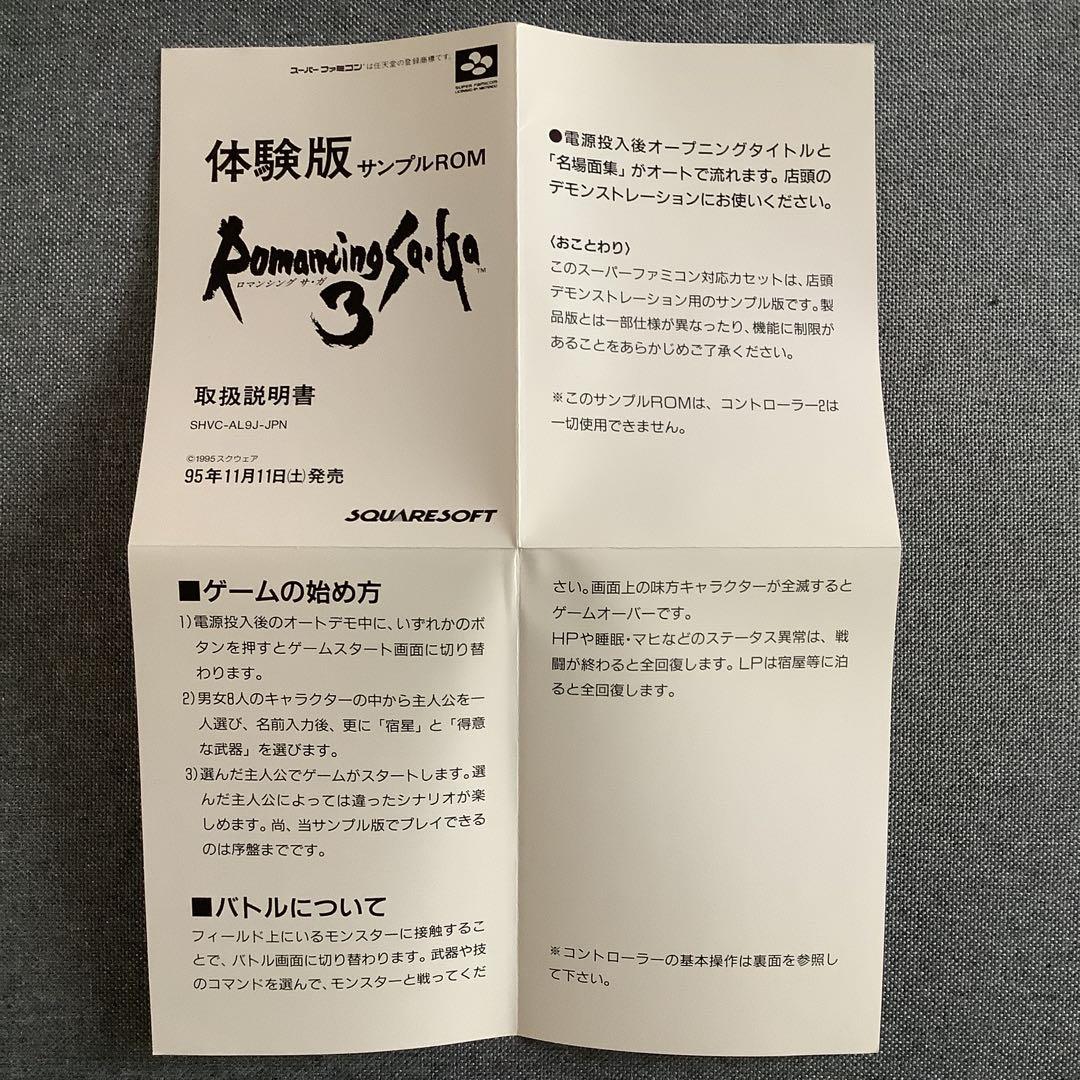 スーパーファミコン®は任天堂の登録商標です。
SUPER FAMICOM
LICENSED BY NINTENDO
体験版 サンプルROM
Romancing Sa・Ga™
ロマンシング サ・ガ
3
取扱説明書
SHVC-AL9J-JPN
©1995スクウェア
95年11月11日(土)発売
SQUARESOFT
●電源投入後オープニングタイトルと
「名場面集」がオートで流れます。店頭の
デモンストレーションにお使いください。
〈おことわり〉
このスーパーファミコン対応カセットは、店頭
デモンストレーション用のサンプル版です。製
品版とは一部仕様が異なったり、機能に制限が
あることをあらかじめご了承ください。
※このサンプルROMは、コントローラー2は
一切使用できません。
■ゲームの始め方
1)電源投入後のオートデモ中に、いずれかのボ
タンを押すとゲームスタート画面に切り替
わります。
2)男女8人のキャラクターの中から主人公を一
人選び、名前入力後、更に「宿星」と「得意
な武器」を選びます。
3)選んだ主人公でゲームがスタートします。選
んだ主人公によっては違ったシナリオが楽
しめます。尚、当サンプル版でプレイできる
のは序盤までです。
■バトルについて
フィールド上にいるモンスターに接触するこ
とで、バトル画面に切り替わります。武器や技
のコマンドを選んで、モンスターと戦ってくだ
さい。画面上の味方キャラクターが全滅すると
ゲームオーバーです。
HPや睡眠・マヒなどのステータス異常は、戦
闘が終わると全回復します。LPは宿屋等に泊
ると全回復します。
※コントローラーの基本操作は裏面を参照し
て下さい。